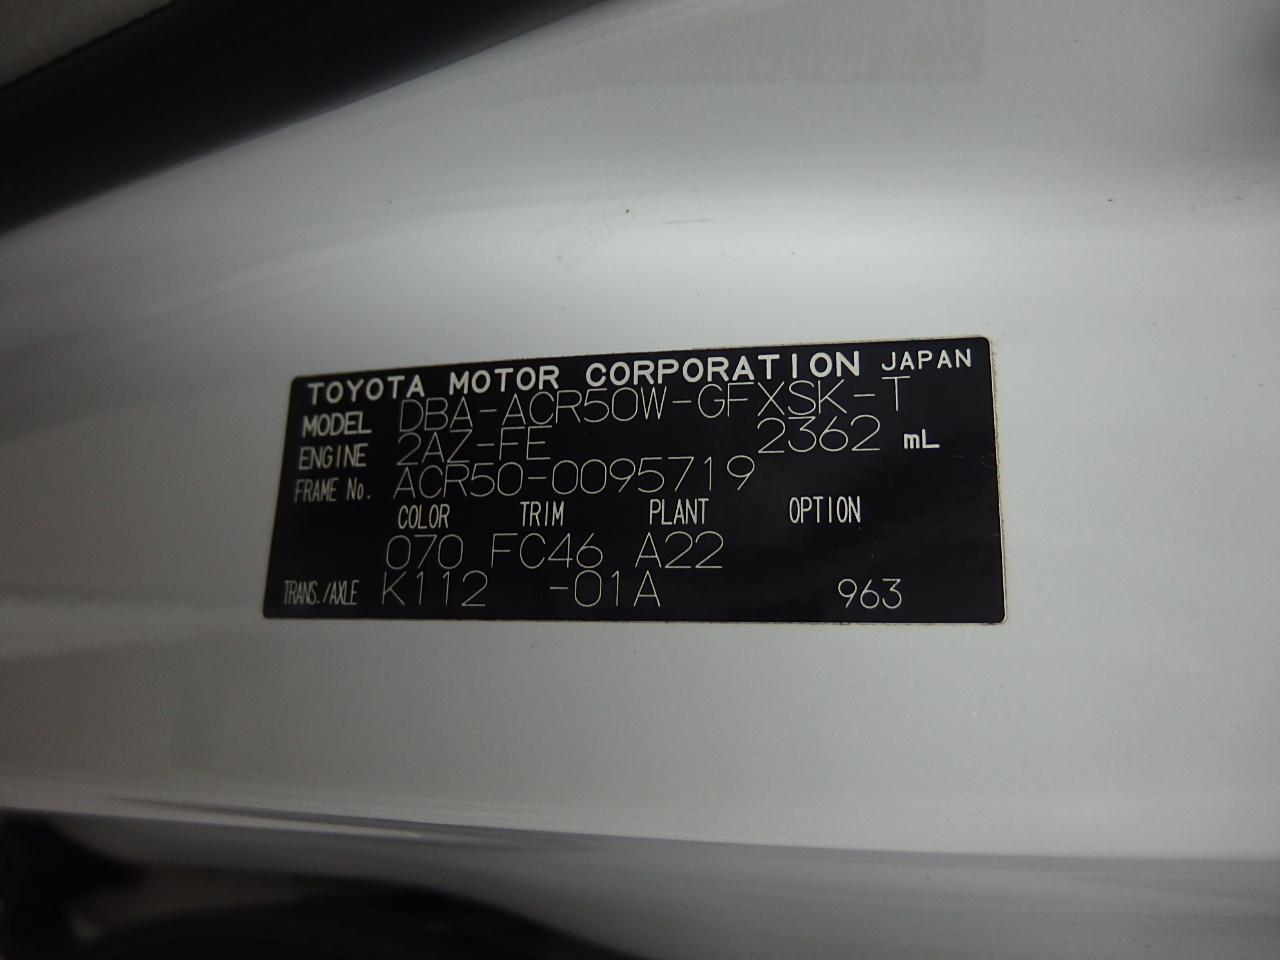 TOYOTA MOTOR CORPORATION JAPAN
MODEL DBA-ACR50W-GFXSK-T
ENGINE 2AZ-FE 2362 mL
FRAME No. ACR50-0095719
COLOR TRIM PLANT OPTION
070 FC46 A22
TRANS./AXLE K112 -01A 963